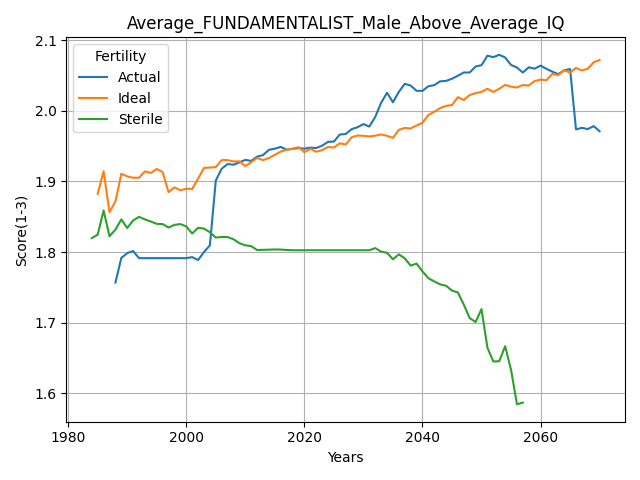 Average_FUNDAMENTALIST_Male_Above_Average_IQ
Fertility
Actual
Ideal
Sterile
Score(1-3)
2.1
2.0
1.9
1.8
1.7
1.6
1980
2000
2020
2040
2060
Years